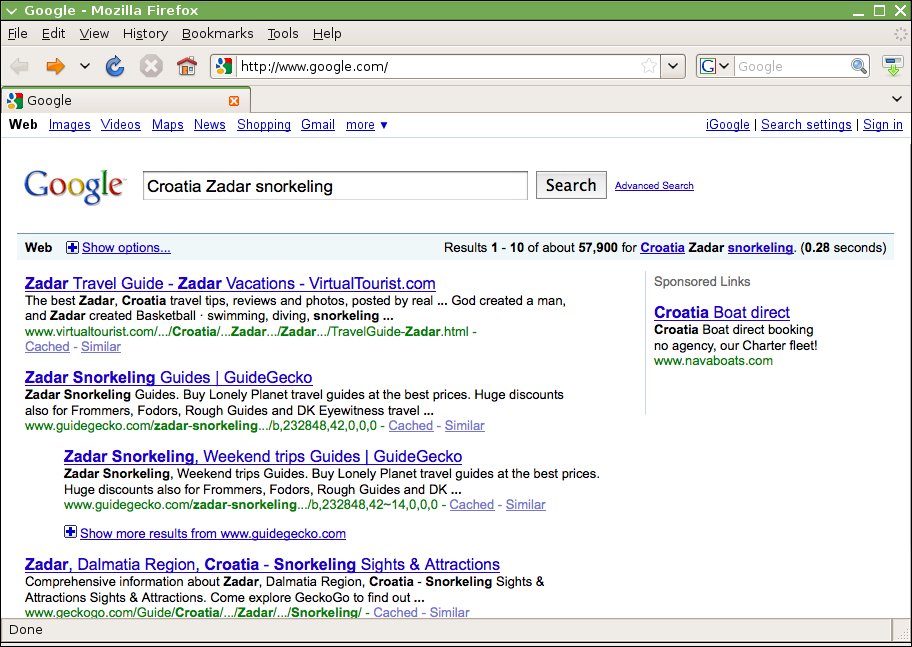 Google - Mozilla Firefox
File Edit View History Bookmarks Tools Help
http://www.google.com/
G Google
Google
Web Images Videos Maps News Shopping Gmail more ▼ iGoogle | Search settings | Sign in
Google Croatia Zadar snorkeling Search Advanced Search
Web Show options... Results 1 - 10 of about 57,900 for Croatia Zadar snorkeling. (0.28 seconds)
Zadar Travel Guide - Zadar Vacations - VirtualTourist.com
The best Zadar, Croatia travel tips, reviews and photos, posted by real ... God created a man,
and Zadar created Basketball · swimming, diving, snorkeling ...
www.virtualtourist.com/.../Croatia/...Zadar.../Zadar.../TravelGuide-Zadar.html -
Cached - Similar
Zadar Snorkeling Guides | GuideGecko
Zadar Snorkeling Guides. Buy Lonely Planet travel guides at the best prices. Huge discounts
also for Frommers, Fodors, Rough Guides and DK Eyewitness travel ...
www.guidegecko.com/zadar-snorkeling.../b,232848,42,0,0,0 - Cached - Similar
Zadar Snorkeling, Weekend trips Guides | GuideGecko
Zadar Snorkeling, Weekend trips Guides. Buy Lonely Planet travel guides at the best prices.
Huge discounts also for Frommers, Fodors, Rough Guides and DK ...
www.guidegecko.com/zadar-snorkeling.../b,232848,42~14,0,0,0 - Cached - Similar
Show more results from www.guidegecko.com
Zadar, Dalmatia Region, Croatia - Snorkeling Sights & Attractions
Comprehensive information about Zadar, Dalmatia Region, Croatia - Snorkeling Sights &
Attractions Sights & Attractions. Come explore GeckoGo to find out ...
www.geckogo.com/Guide/Croatia/.../Zadar/.../Snorkeling/ - Cached - Similar
Sponsored Links
Croatia Boat direct
Croatia Boat direct booking
no agency, our Charter fleet!
www.navaboats.com
Done